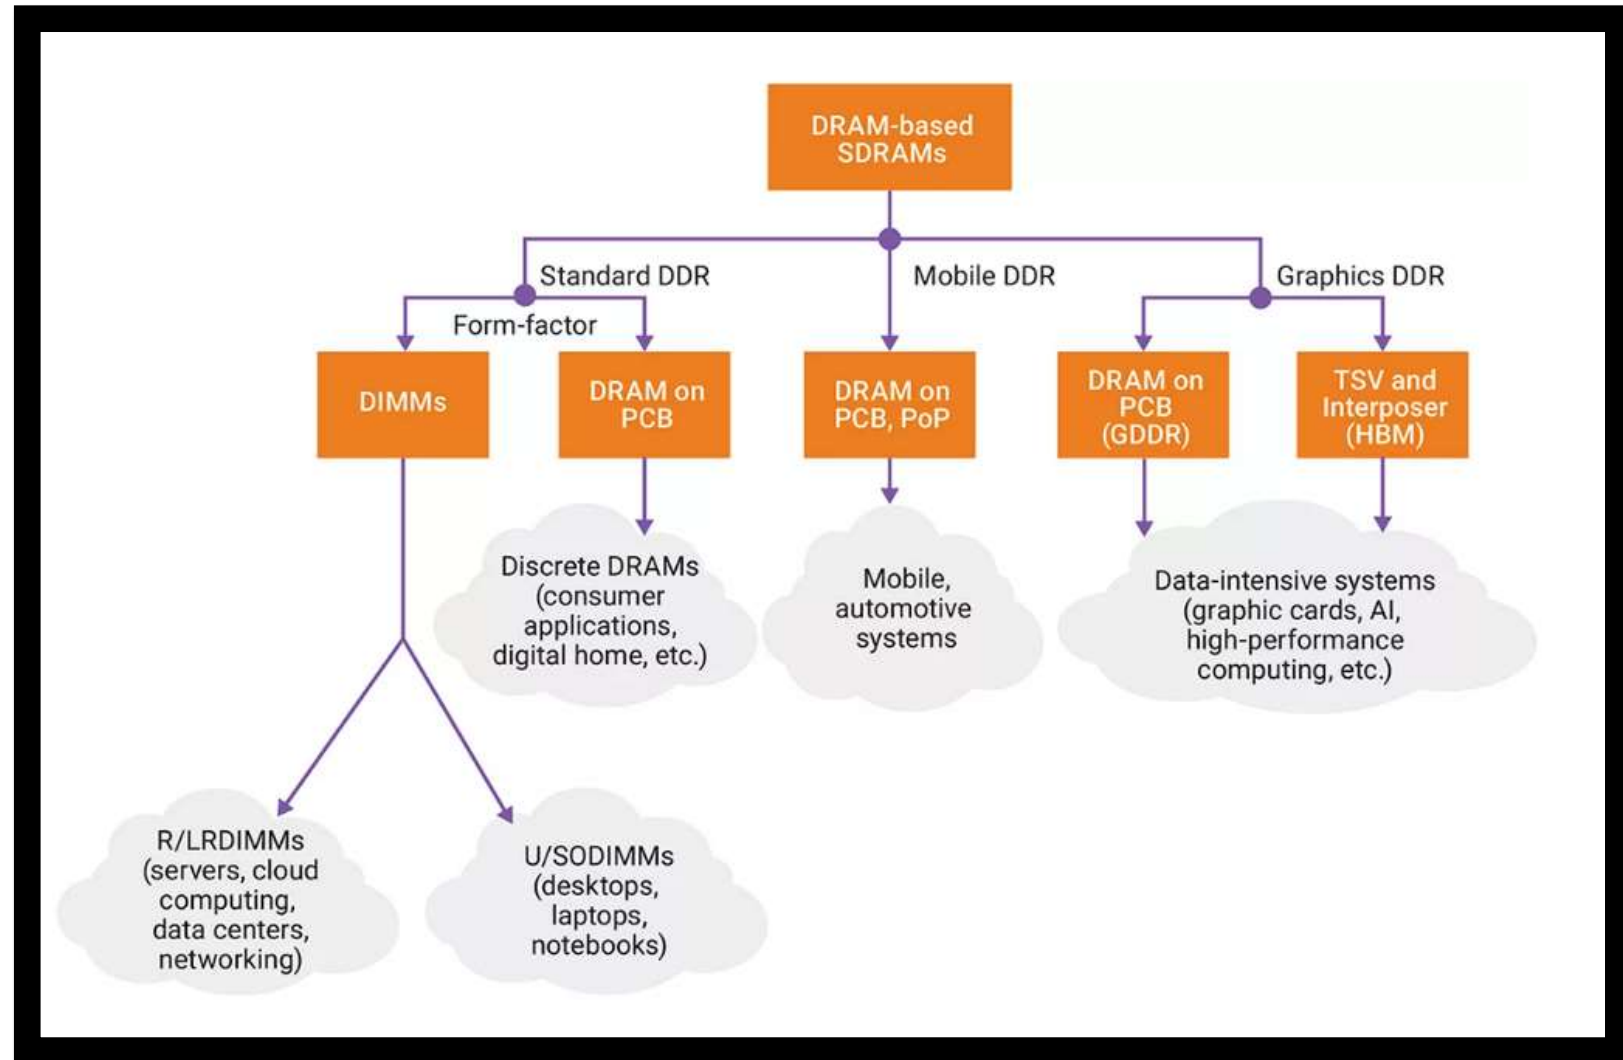 DRAM-based
SDRAMs
Standard DDR
Mobile DDR
Graphics DDR
Form-factor
DIMMs
DRAM on
PCB
DRAM on
PCB, PoP
DRAM on
PCB
(GDDR)
TSV and
Interposer
(HBM)
Discrete DRAMs
(consumer
applications,
digital home, etc.)
Mobile,
automotive
systems
Data-intensive systems
(graphic cards, AI,
high-performance
computing, etc.)
R/LRDIMMs
(servers, cloud
computing,
data centers,
networking)
U/SODIMMs
(desktops,
laptops,
notebooks)